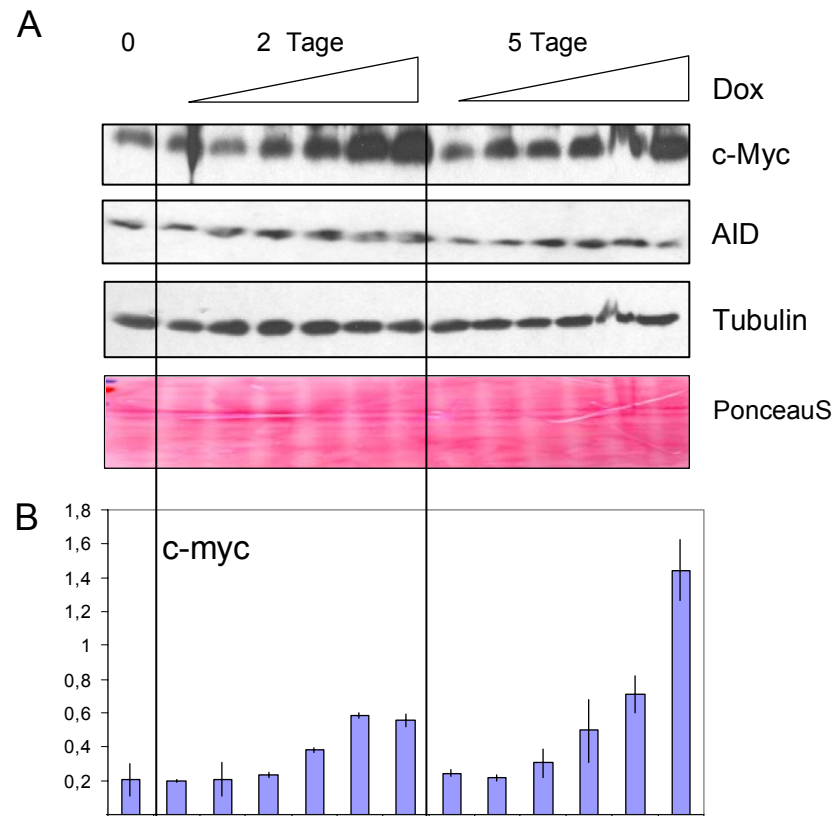 A
0 2 Tage 5 Tage
Dox
c-Myc
AID
Tubulin
PonceauS
B
c-myc
1,8
1,6
1,4
1,2
1
0,8
0,6
0,4
0,2